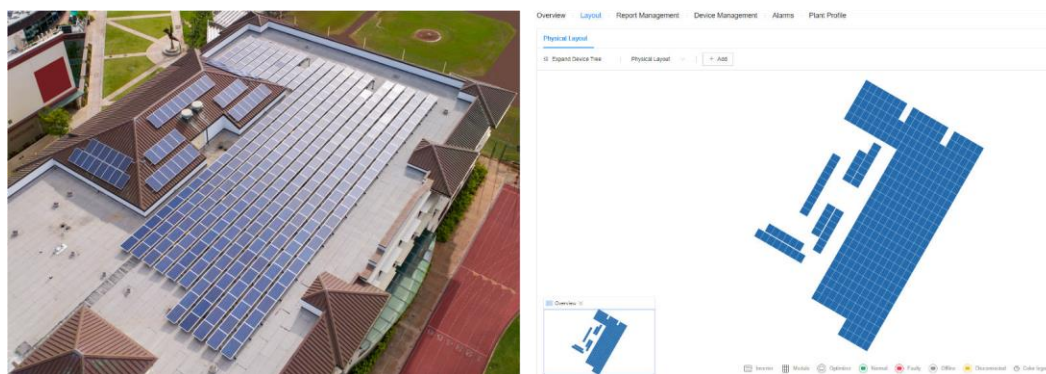 Overview Layout Report Management Device Management Alarms Plant Profile
Physical Layout
Expand Device Tree Physical Layout + Add
Overview
Inverter Module Optimizer Normal Faulty Offline Disconnected Color legend